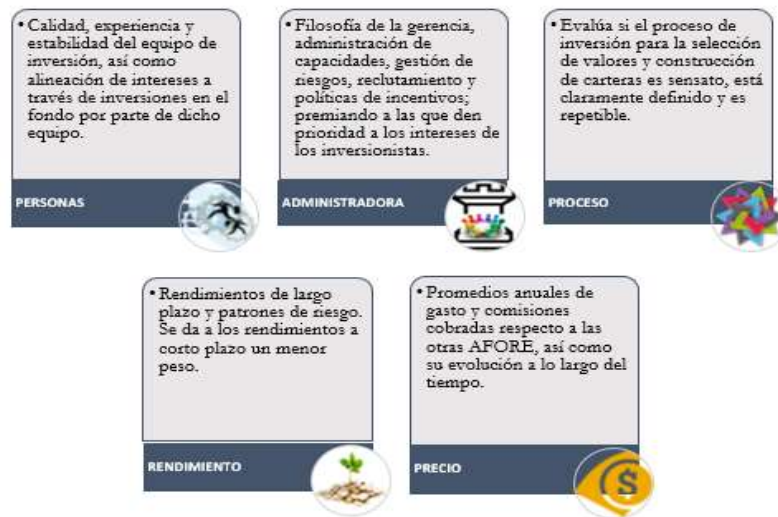 • Calidad, experiencia y
estabilidad del equipo de
inversión, así como
alineación de intereses a
través de inversiones en el
fondo por parte de dicho
equipo.
PERSONAS
• Filosofía de la gerencia,
administración de
capacidades, gestión de
riesgos, reclutamiento y
políticas de incentivos;
premiando a las que den
prioridad a los intereses de
los inversionistas.
ADMINISTRADORA
• Evalúa si el proceso de
inversión para la selección
de valores y construcción
de carteras es sensato, está
claramente definido y es
repetible.
PROCESO
• Rendimientos de largo
plazo y patrones de riesgo.
Se da a los rendimientos a
corto plazo un menor
peso.
RENDIMIENTO
• Promedios anuales de
gasto y comisiones
cobradas respecto a las
otras AFORE, así como
su evolución a lo largo del
tiempo.
PRECIO
$